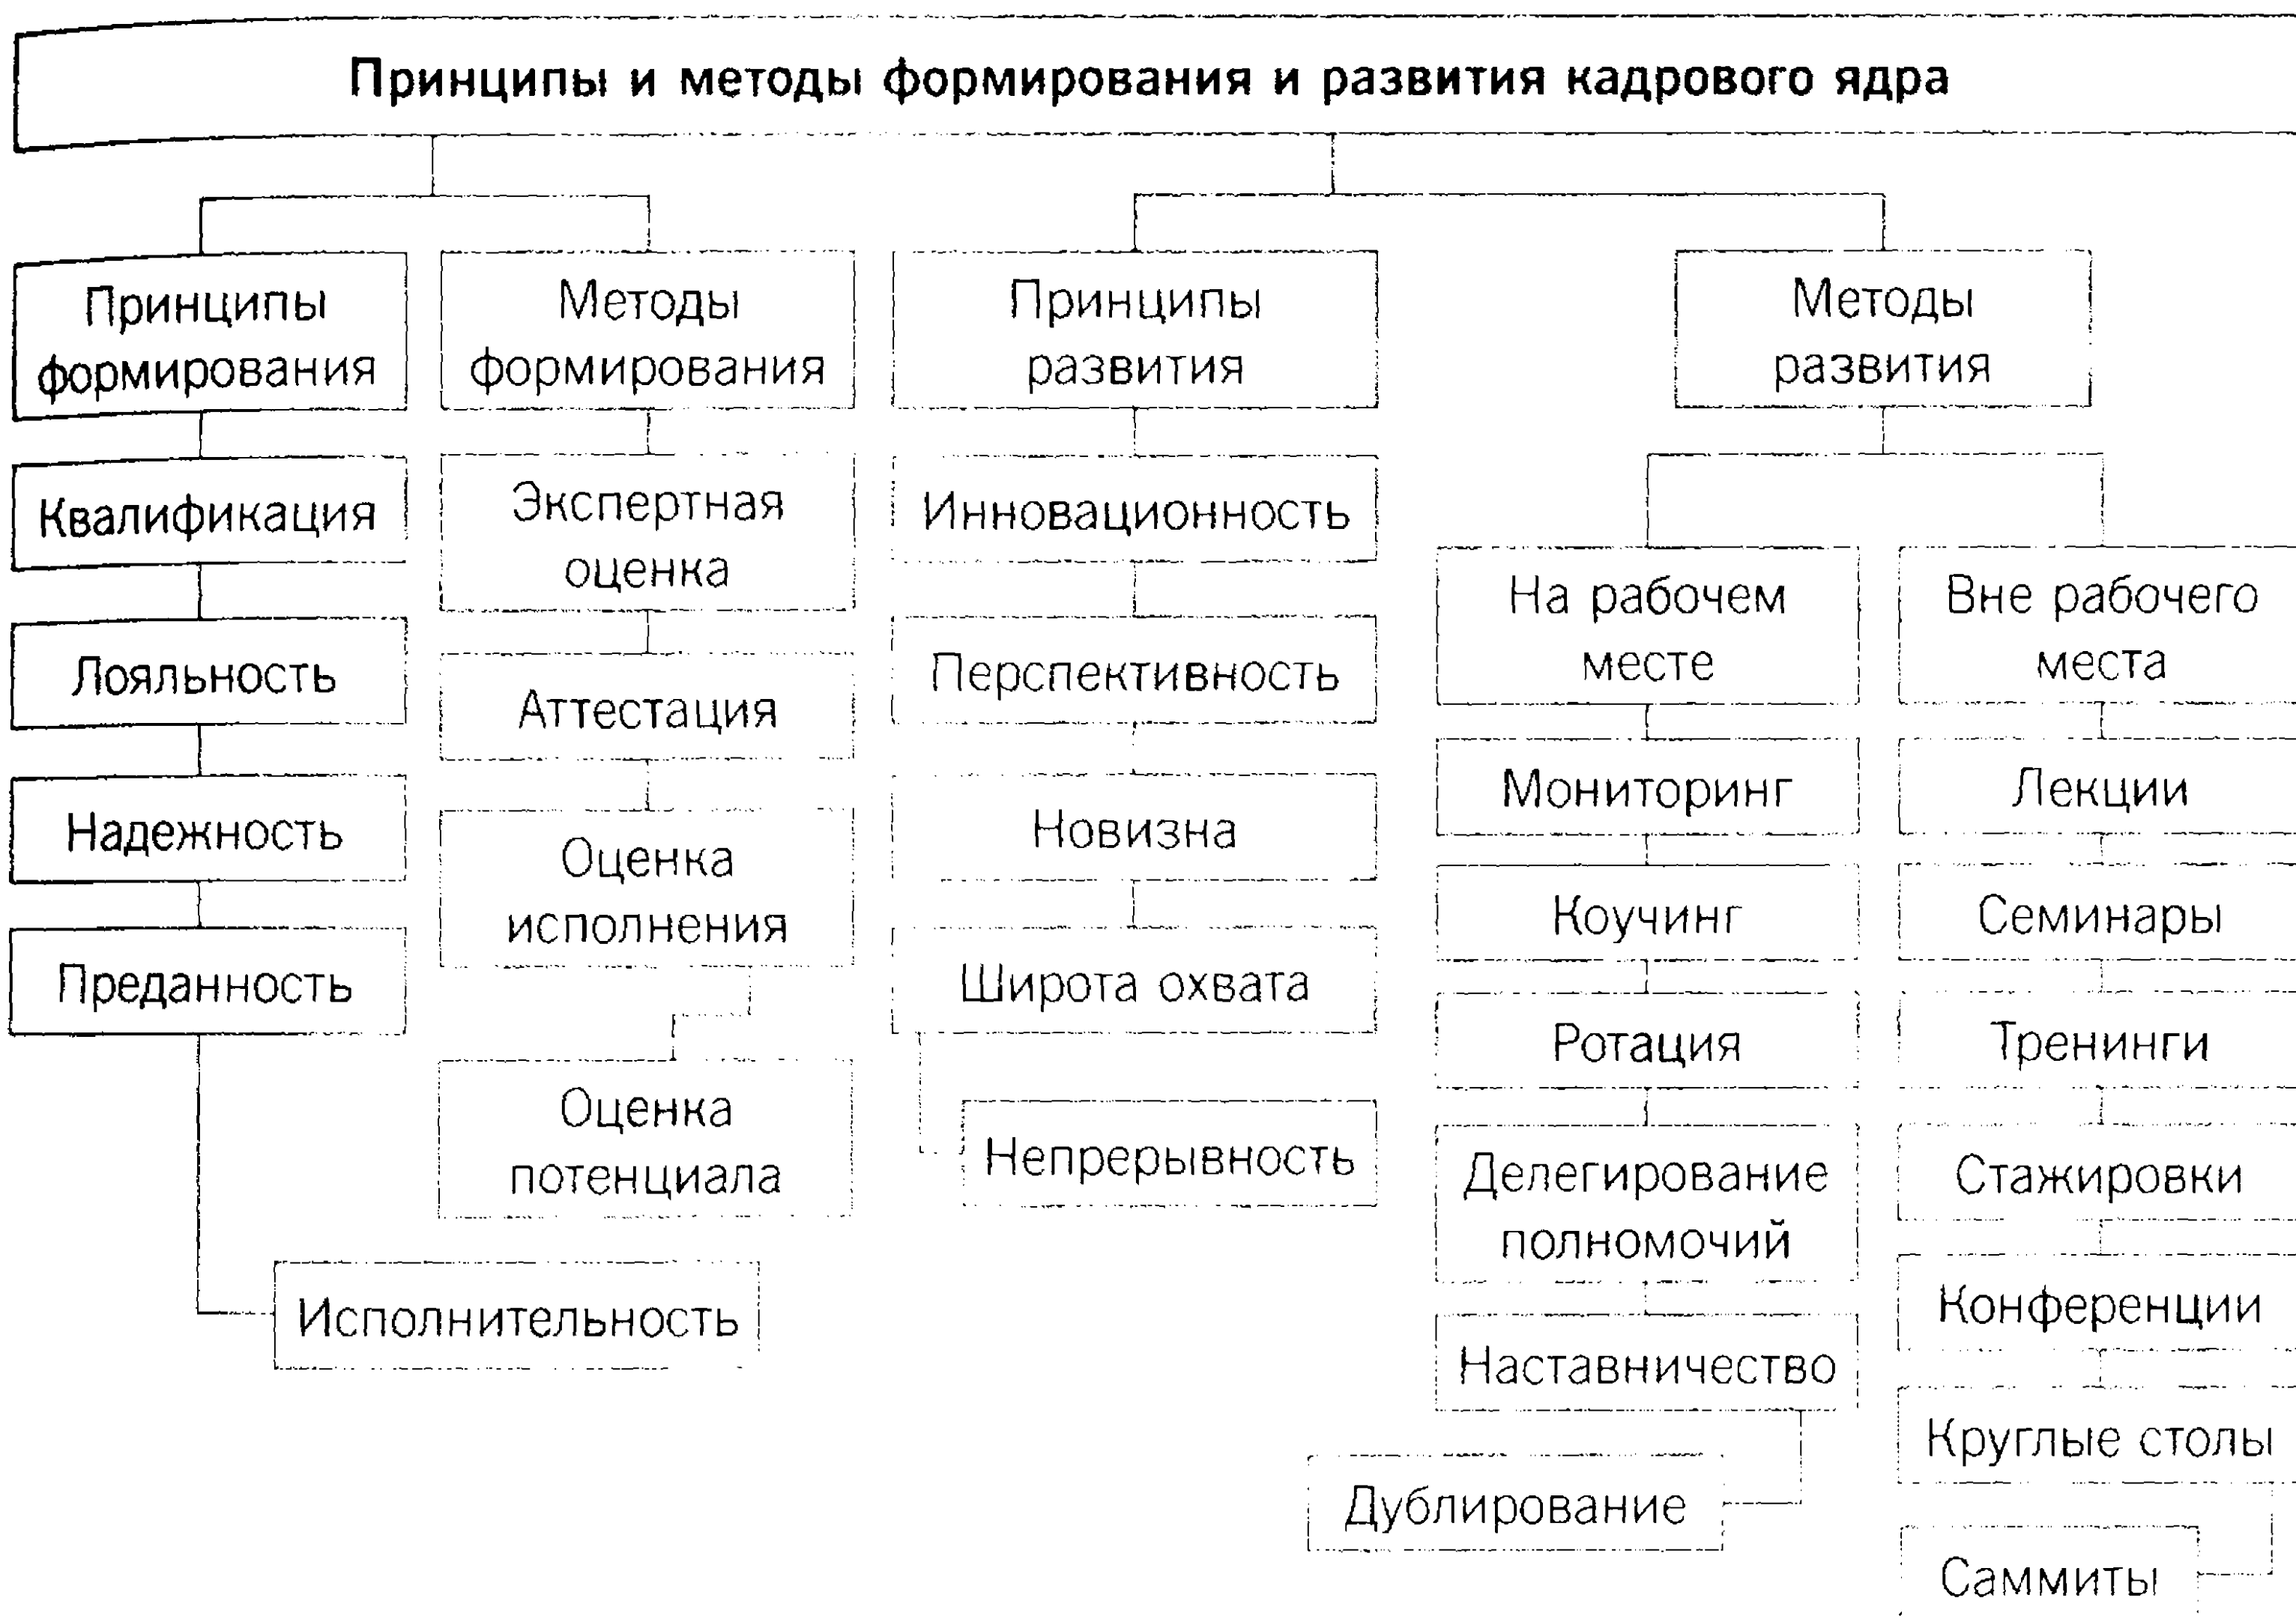 Принципы и методы формирования и развития кадрового ядра
Принципы
формирования
Квалификация
Лояльность
Надежность
Преданность
Исполнительность
Методы
формирования
Экспертная
оценка
Аттестация
Оценка
исполнения
Оценка
потенциала
Принципы
развития
Инновационность
Перспективность
Новизна
Широта охвата
Непрерывность
Методы
развития
На рабочем
месте
Мониторинг
Коучинг
Ротация
Делегирование
полномочий
Наставничество
Дублирование
Вне рабочего
места
Лекции
Семинары
Тренинги
Стажировки
Конференции
Круглые столы
Саммиты